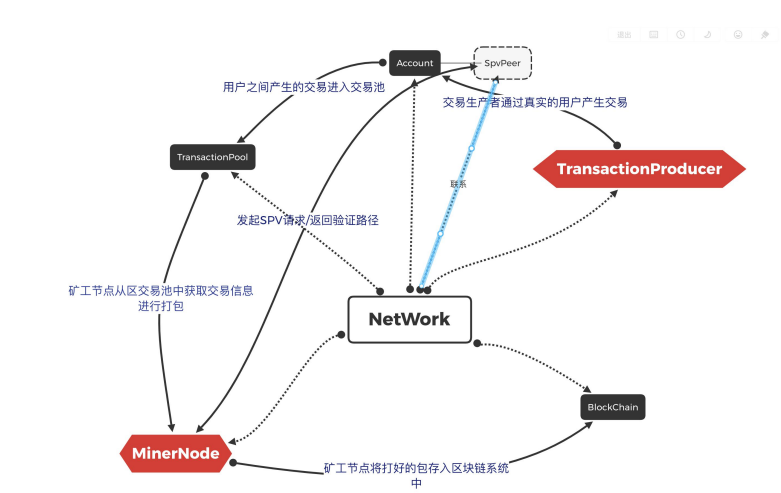 Account
SpvPeer
用户之间产生的交易进入交易池
交易生产者通过真实的用户产生交易
TransactionPool
TransactionProducer
联系
发起SPV请求/返回验证路径
矿工节点从区交易池中获取交易信息
进行打包
NetWork
BlockChain
MinerNode
矿工节点将打好的包存入区块链系统
中